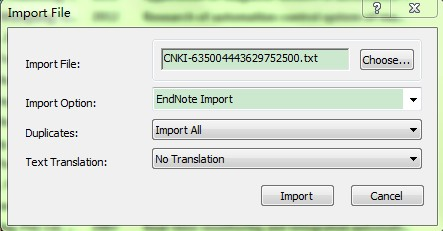 Import File
?
Import File:
CNKI-635004443629752500.txt
Choose...
Import Option:
EndNote Import
Duplicates:
Import All
Text Translation:
No Translation
Import
Cancel